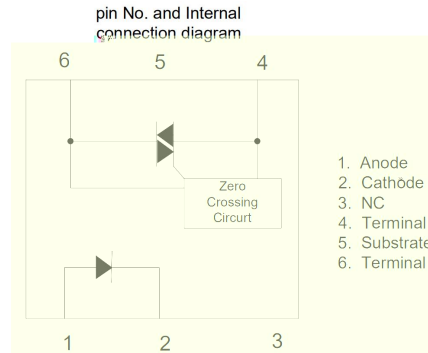 pin No. and Internal
connection diagram
6 5 4
Zero
Crossing
Circurt
1. Anode
2. Cathode
3. NC
4. Terminal
5. Substrate
6. Terminal
1 2 3